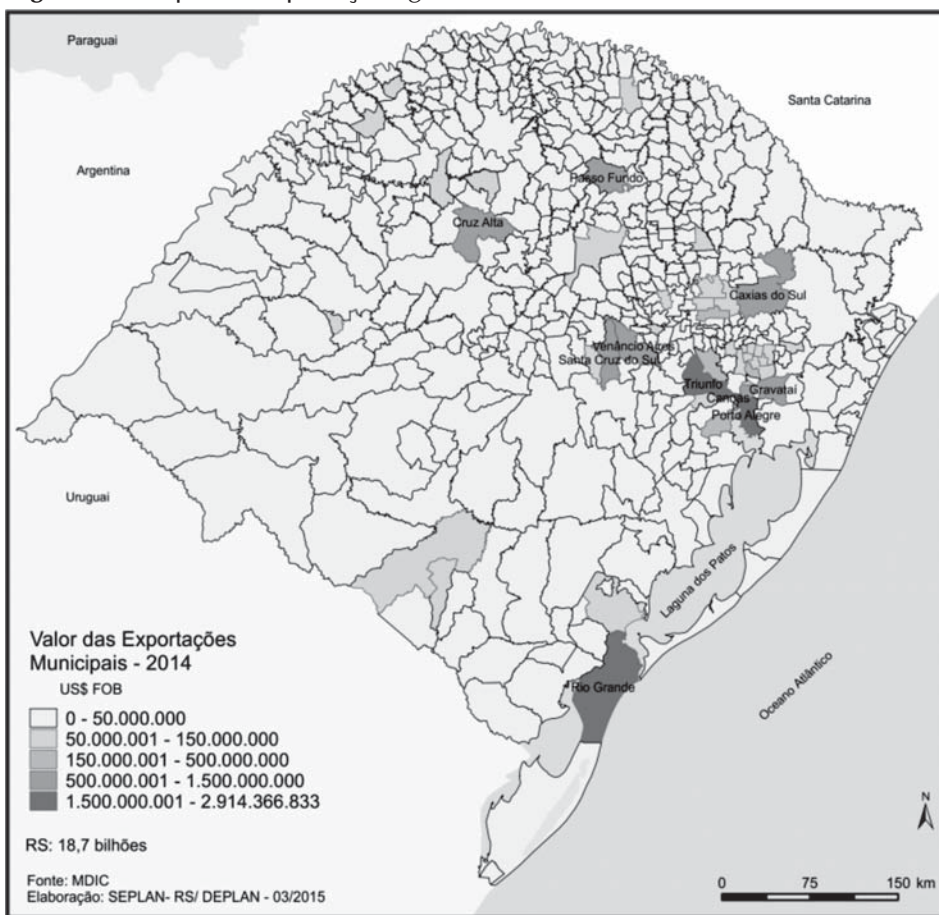 Paraguai
Santa Catarina
Argentina
Passo Fundo
Cruz Alta
Caxias do Sul
Venâncio Aires
Santa Cruz do Sul
Triunfo
Gravataí
Canoas
Porto Alegre
Uruguai
Laguna dos Patos
Rio Grande
Oceano Atlântico
Valor das Exportações
Municipais - 2014
US$ FOB
0 - 50.000.000
50.000.001 - 150.000.000
150.000.001 - 500.000.000
500.000.001 - 1.500.000.000
1.500.000.001 - 2.914.366.833
RS: 18,7 bilhões
Fonte: MDIC
Elaboração: SEPLAN- RS/ DEPLAN - 03/2015
N
0 75 150 km